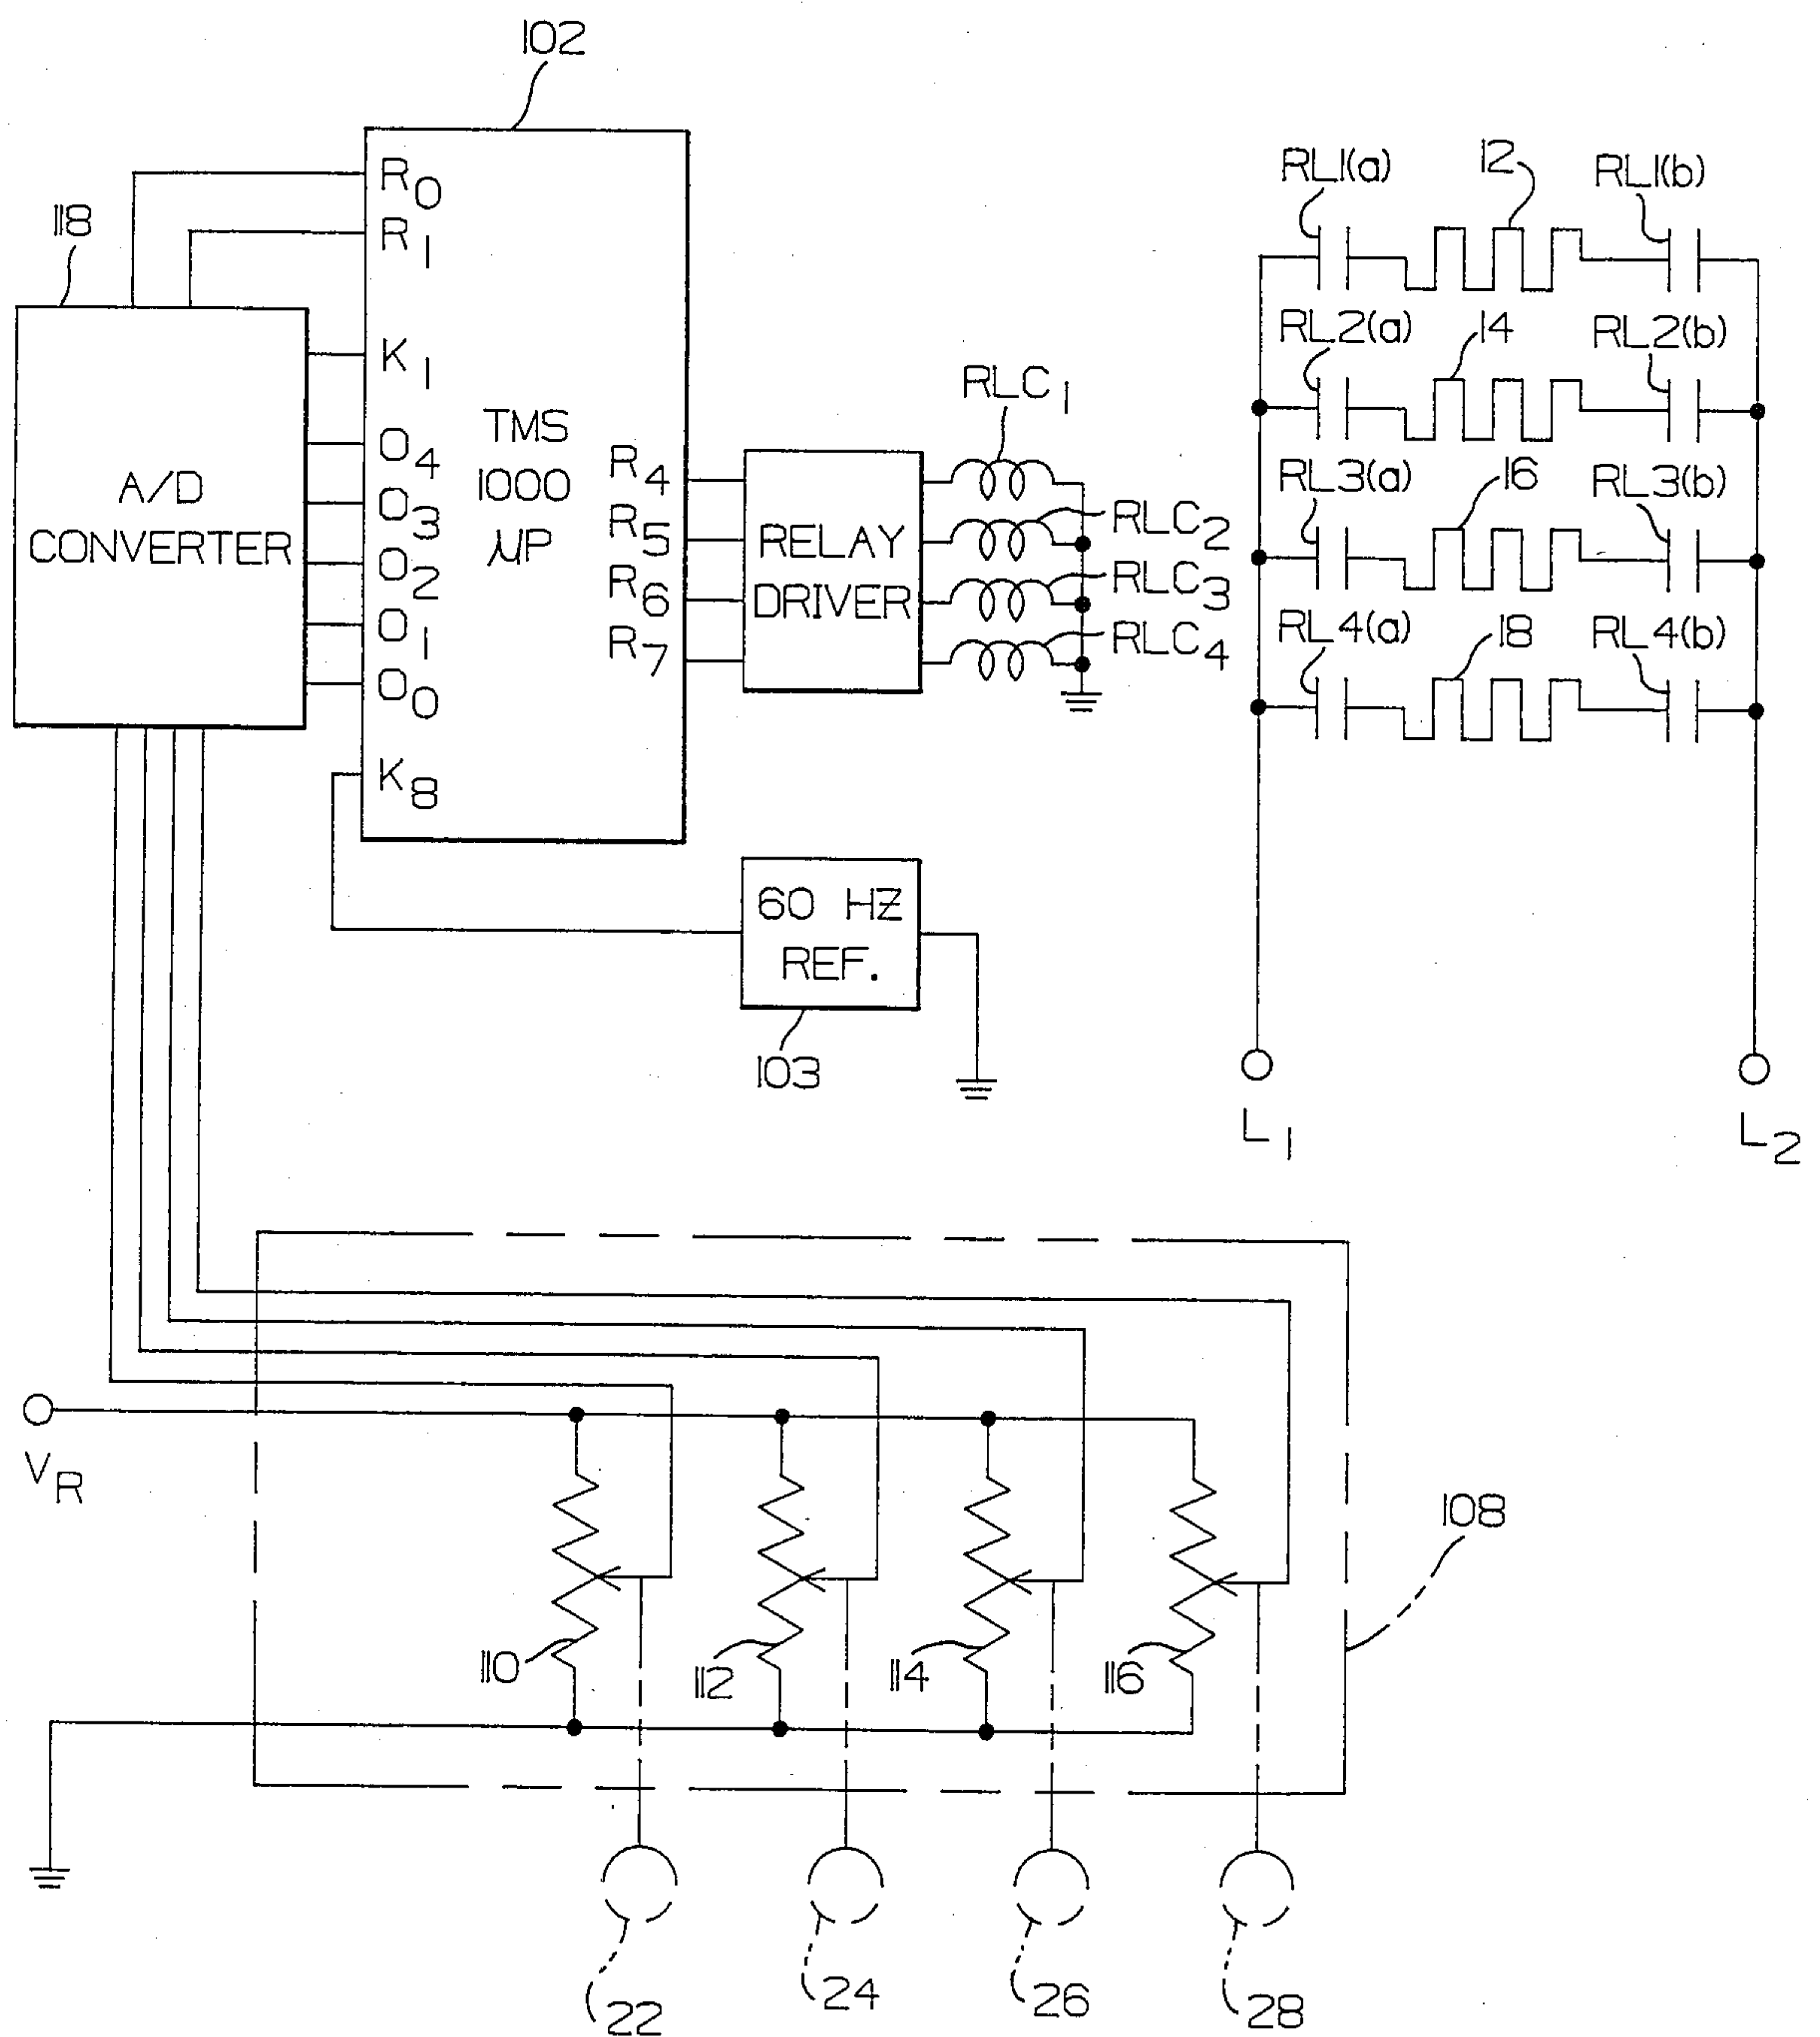 102
118
R0
R1
K1
O4
O3
O2
O1
O0
K8
TMS
1000
μP
R4
R5
R6
R7
A/D
CONVERTER
RELAY
DRIVER
RLC1
RLC2
RLC3
RLC4
RL1(a)
12
RL1(b)
RL2(a)
14
RL2(b)
RL3(a)
16
RL3(b)
RL4(a)
18
RL4(b)
60 HZ
REF.
103
L1
L2
VR
108
110
112
114
116
22
24
26
28